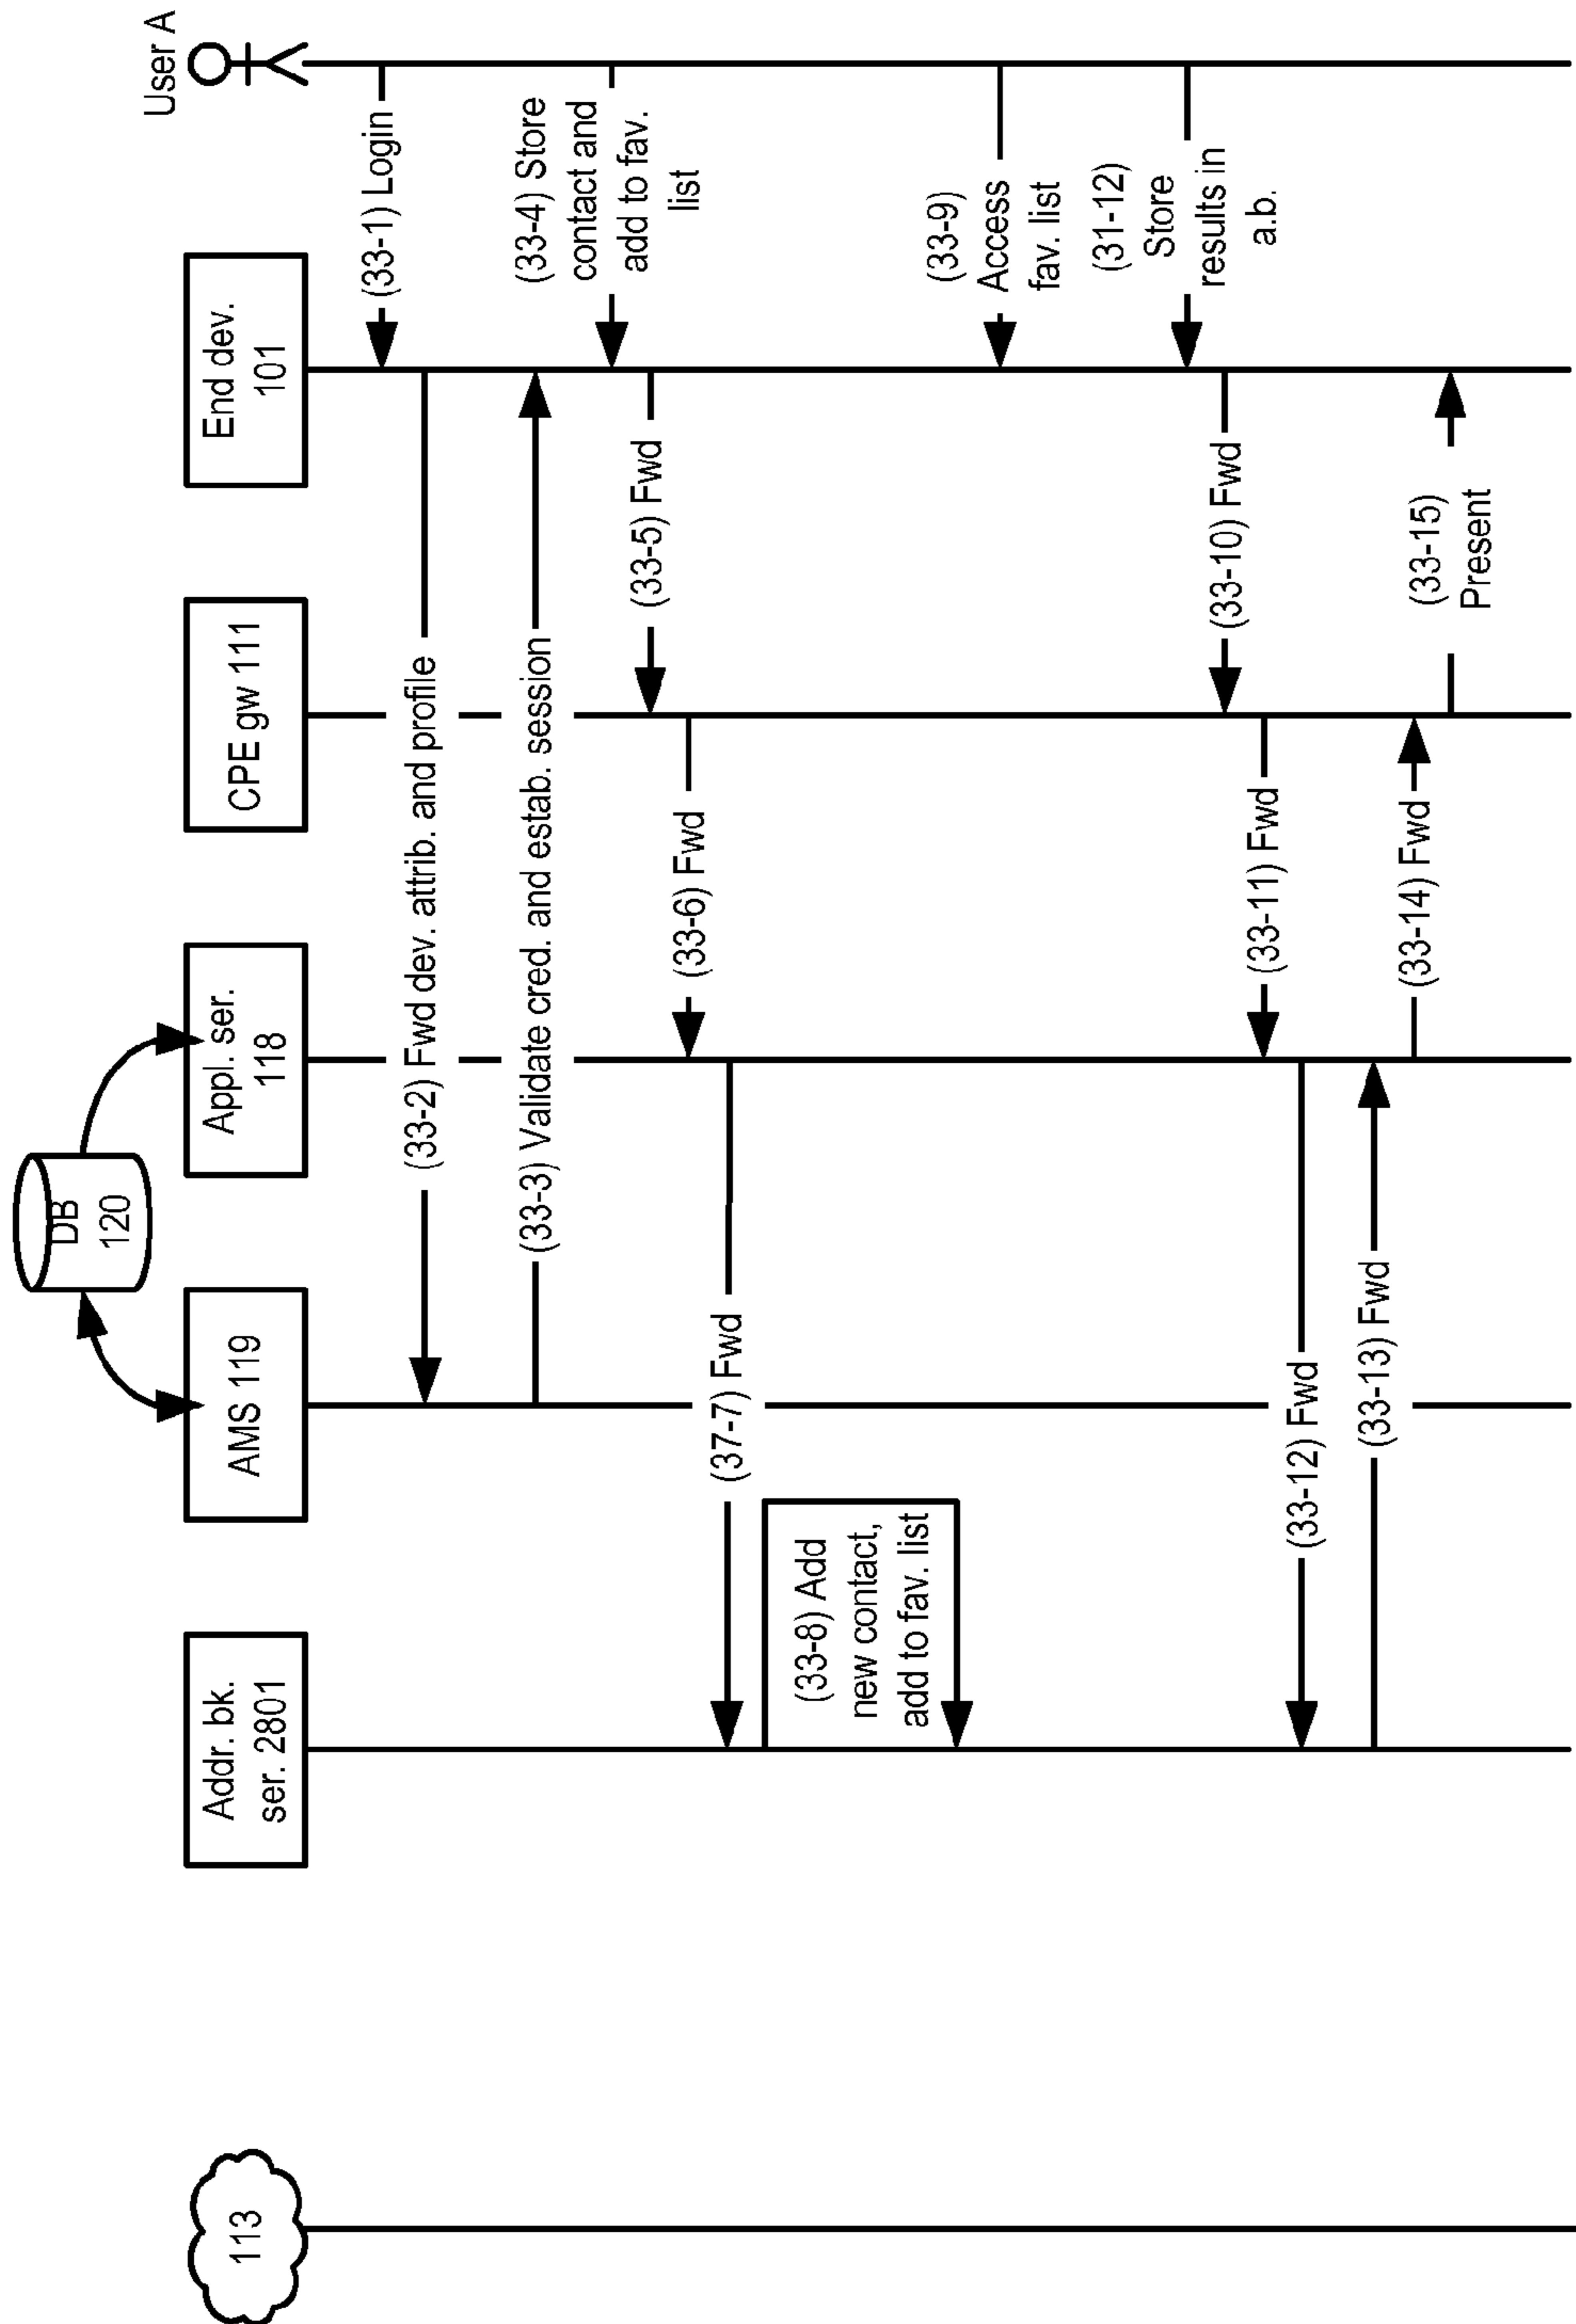 User A
End dev.
101
CPE gw 111
Appl. ser.
118
DB
120
AMS 119
Addr. bk.
ser. 2801
113
(33-1) Login
(33-2) Fwd dev. attrib. and profile
(33-3) Validate cred. and estab. session
(33-4) Store
contact and
add to fav.
list
(33-5) Fwd
(33-6) Fwd
(37-7) Fwd
(33-8) Add
new contact,
add to fav. list
(33-9)
Access
fav. list
(31-12)
Store
results in
a.b.
(33-10) Fwd
(33-11) Fwd
(33-12) Fwd
(33-13) Fwd
(33-14) Fwd
(33-15)
Present